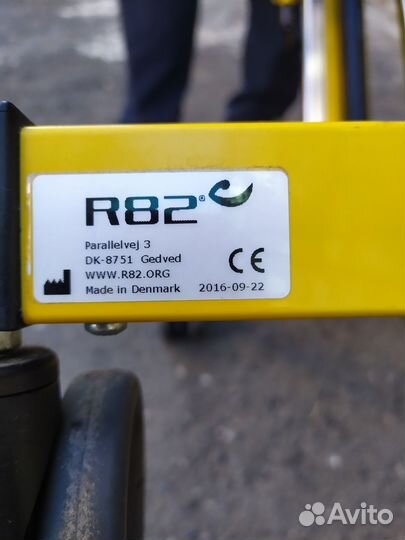 R82®
Parallelvej 3
DK-8751 Gedved
WWW.R82.ORG
Made in Denmark 2016-09-22
CE
Avito